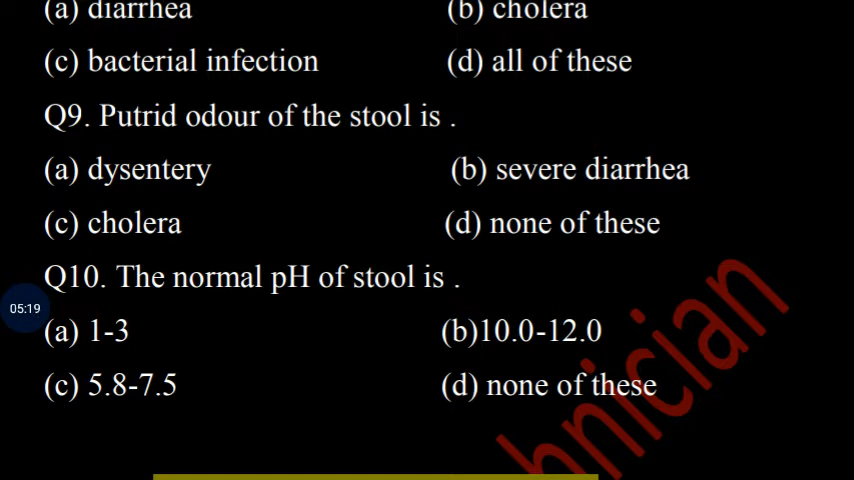 (a) diarrhea (b) cholera
(c) bacterial infection (d) all of these
Q9. Putrid odour of the stool is .
(a) dysentery (b) severe diarrhea
(c) cholera (d) none of these
Q10. The normal pH of stool is .
05:19
(a) 1-3 (b)10.0-12.0
(c) 5.8-7.5 (d) none of these
hnician